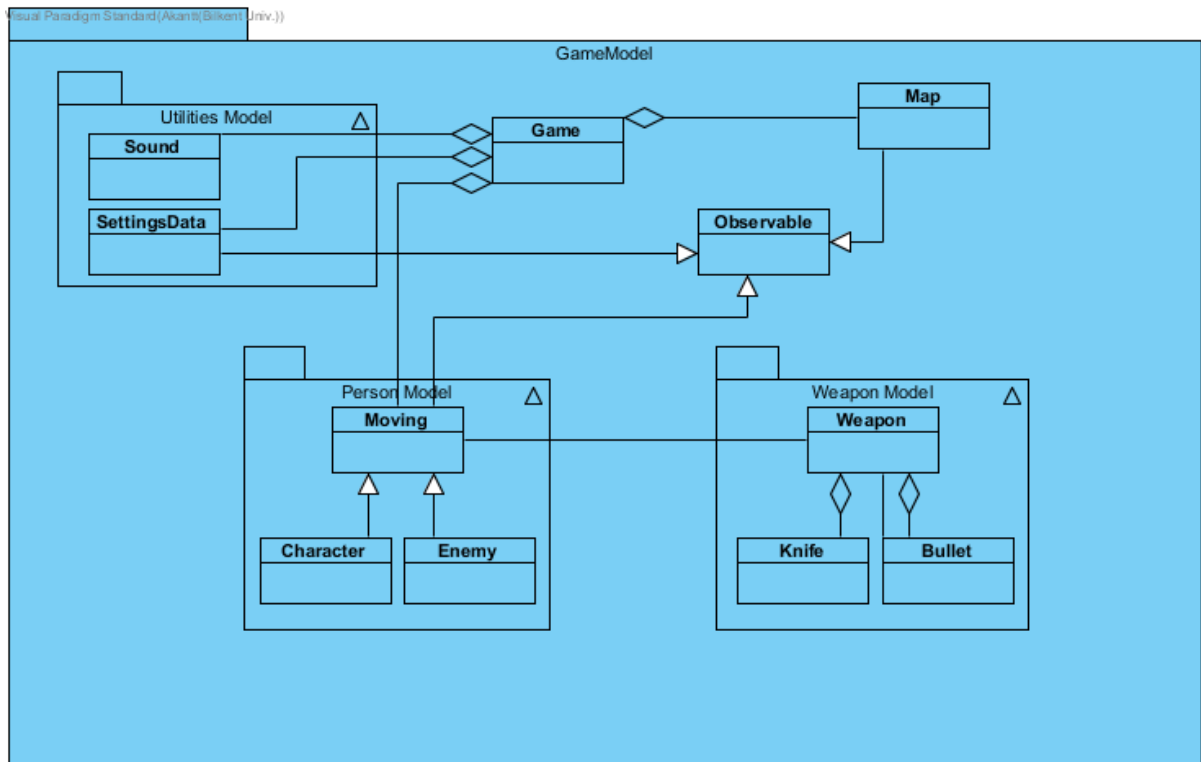 Visual Paradigm Standard(Akant(Bilkent Univ.))
GameModel
Utilities Model
Sound
SettingsData
Game
Map
Observable
Person Model
Moving
Character
Enemy
Weapon Model
Weapon
Knife
Bullet